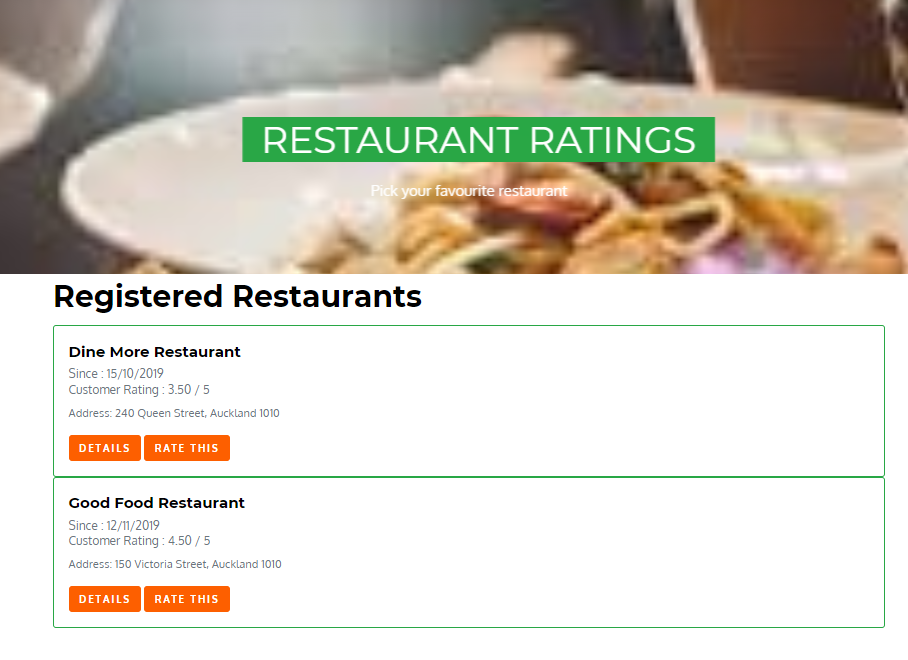 RESTAURANT RATINGS
Pick your favourite restaurant
Registered Restaurants
Dine More Restaurant
Since : 15/10/2019
Customer Rating : 3.50 / 5
Address: 240 Queen Street, Auckland 1010
DETAILS RATE THIS
Good Food Restaurant
Since : 12/11/2019
Customer Rating : 4.50 / 5
Address: 150 Victoria Street, Auckland 1010
DETAILS RATE THIS